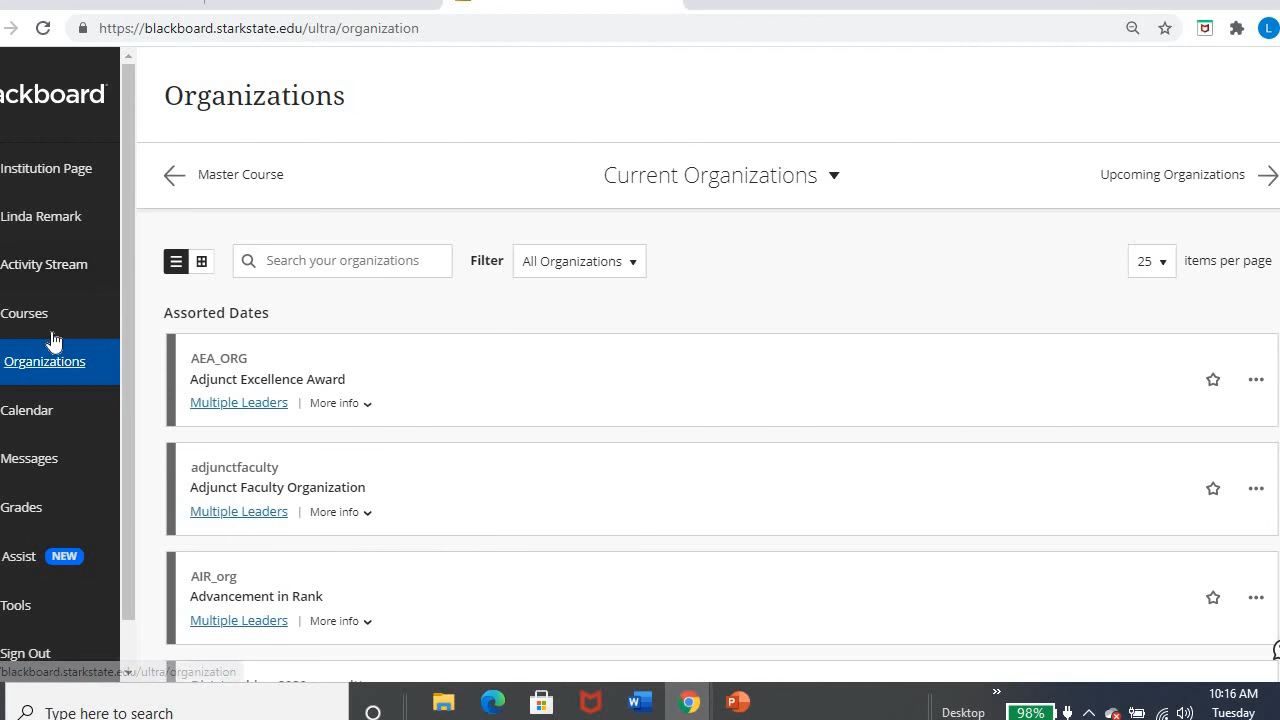 https://blackboard.starkstate.edu/ultra/organization
L
ackboard
Institution Page
Linda Remark
Activity Stream
Courses
Organizations
Calendar
Messages
Grades
Assist NEW
Tools
Sign Out
Organizations
Master Course
Current Organizations
Upcoming Organizations
Search your organizations
Filter
All Organizations
25
items per page
Assorted Dates
AEA_ORG
Adjunct Excellence Award
Multiple Leaders | More info
adjunctfaculty
Adjunct Faculty Organization
Multiple Leaders | More info
AIR_org
Advancement in Rank
Multiple Leaders | More info
blackboard.starkstate.edu/ultra/organization
Type here to search
Desktop
»
98%
10:16 AM
Tuesday